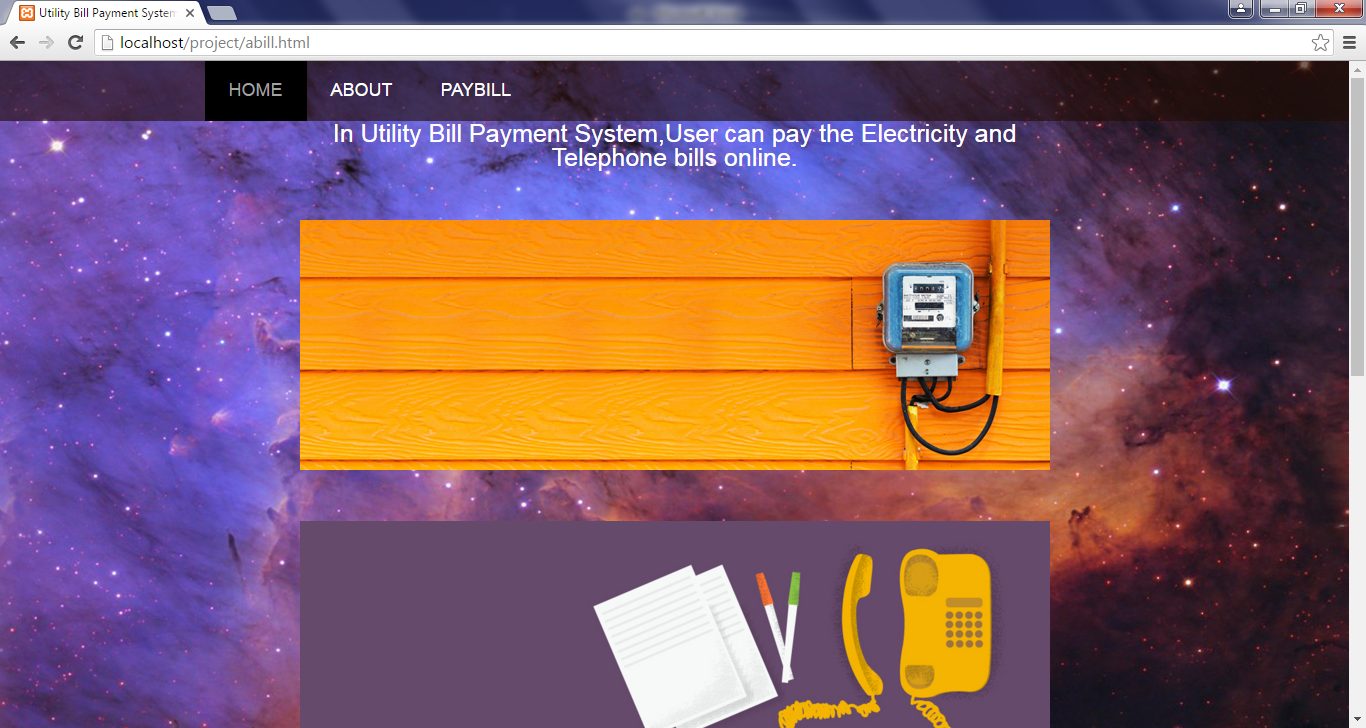 Utility Bill Payment System
localhost/project/abill.html
HOME ABOUT PAYBILL
In Utility Bill Payment System,User can pay the Electricity and
Telephone bills online.